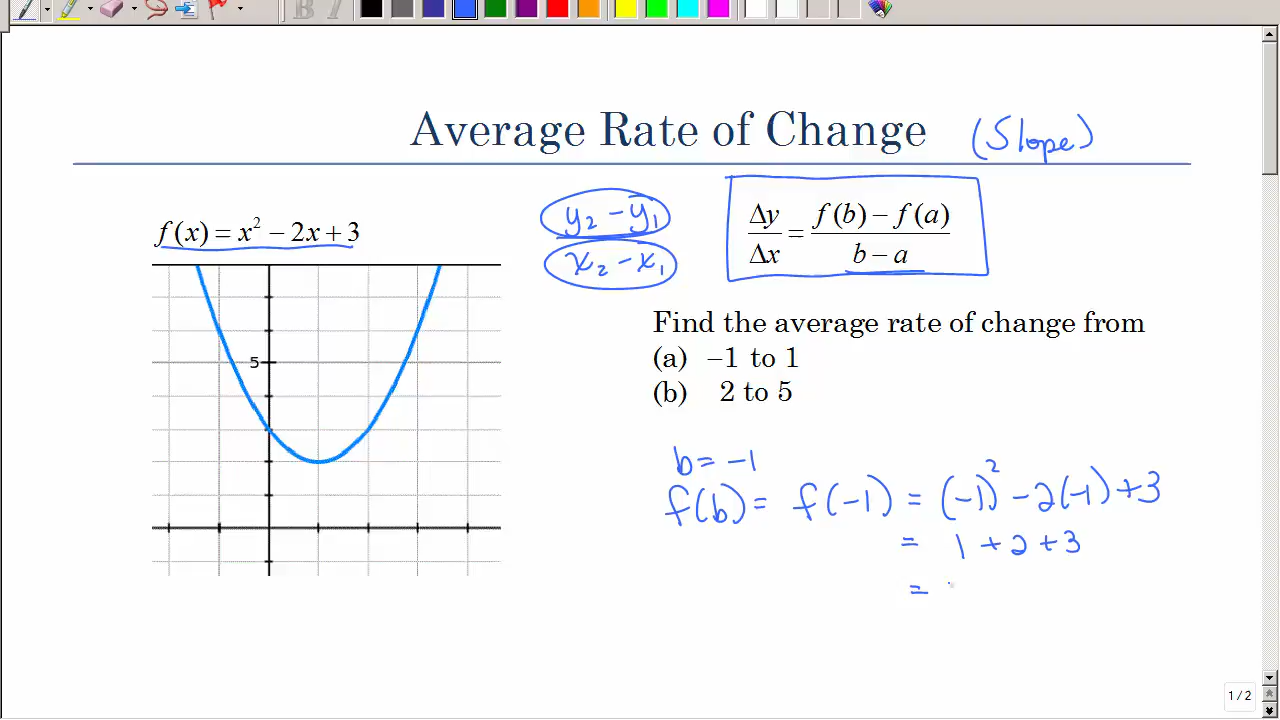 B I
Average Rate of Change (Slope)
f(x) = x² − 2x + 3
y₂ − y₁
x₂ − x₁
Δy/Δx = f(b) − f(a)/b − a
5
Find the average rate of change from
(a) −1 to 1
(b) 2 to 5
b = −1
f(b) = f(−1) = (−1)² − 2(−1) + 3
= 1 + 2 + 3
=
1 / 2